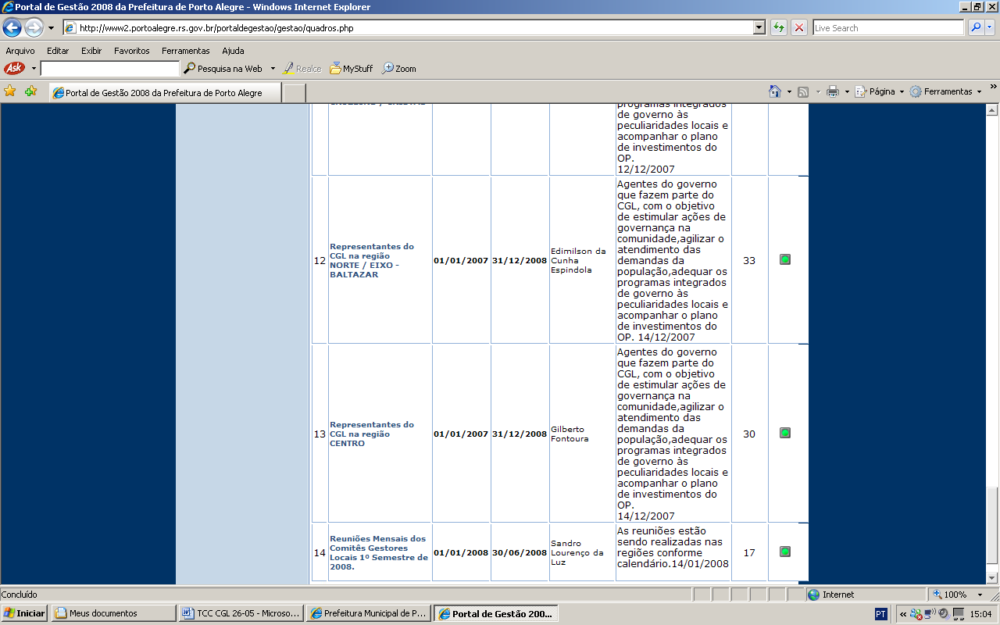 Portal de Gestão 2008 da Prefeitura de Porto Alegre - Windows Internet Explorer
http://www2.portoalegre.rs.gov.br/portaldegestao/gestao/quadros.php
Live Search
Arquivo Editar Exibir Favoritos Ferramentas Ajuda
Ask Pesquisa na Web Realce MyStuff Zoom
Portal de Gestão 2008 da Prefeitura de Porto Alegre
Página Ferramentas »
programas integrados
de governo às
peculiaridades locais e
acompanhar o plano
de investimentos do
OP.
12/12/2007
12
Representantes do
CGL na região
NORTE / EIXO -
BALTAZAR
01/01/2007
31/12/2008
Edimilson da
Cunha
Espindola
Agentes do governo
que fazem parte do
CGL, com o objetivo
de estimular ações de
governança na
comunidade,agilizar o
atendimento das
demandas da
população,adequar os
programas integrados
de governo às
peculiaridades locais e
acompanhar o plano
de investimentos do
OP. 14/12/2007
33
13
Representantes do
CGL na região
CENTRO
01/01/2007
31/12/2008
Gilberto
Fontoura
Agentes do governo
que fazem parte do
CGL, com o objetivo
de estimular ações de
governança na
comunidade,agilizar o
atendimento das
demandas da
população,adequar os
programas integrados
de governo às
peculiaridades locais e
acompanhar o plano
de investimentos do
OP.
14/12/2007
30
14
Reuniões Mensais dos
Comitês Gestores
Locais 1º Semestre de
2008.
01/01/2008
30/06/2008
Sandro
Lourenço da
Luz
As reuniões estão
sendo realizadas nas
regiões conforme
calendário.14/01/2008
17
Concluído
Internet
100%
Iniciar
Meus documentos
TCC CGL 26-05 - Microso...
Prefeitura Municipal de P...
Portal de Gestão 200...
PT
«
15:04